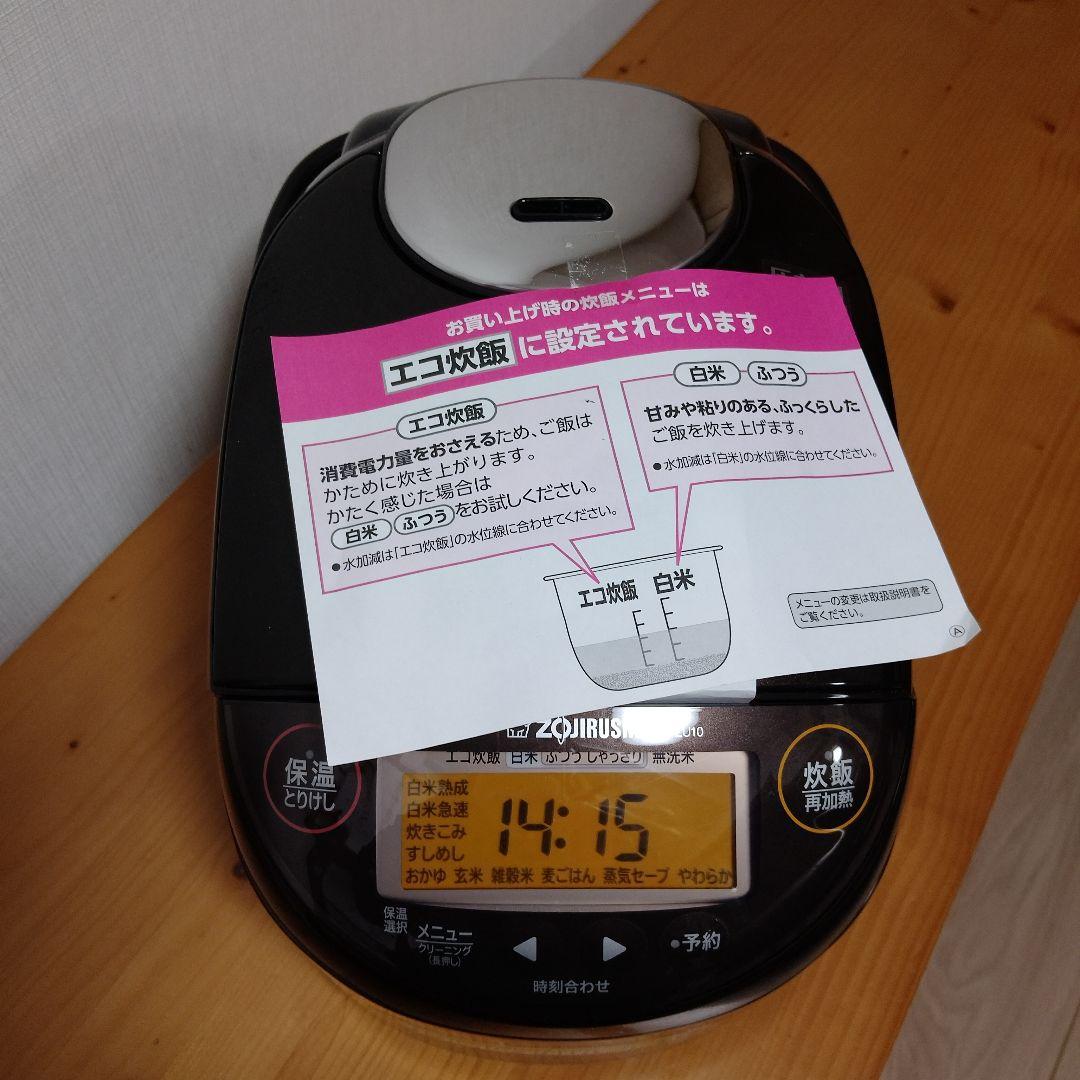 お買い上げ時の炊飯メニューは
エコ炊飯に設定されています。
エコ炊飯
消費電力量をおさえるため、ご飯は
かために炊き上がります。
かたく感じた場合は
白米 ふつう をお試しください。
●水加減は「エコ炊飯」の水位線に合わせてください。
白米 ふつう
甘みや粘りのある、ふっくらした
ご飯を炊き上げます。
●水加減は「白米」の水位線に合わせてください。
エコ炊飯 白米
メニューの変更は取扱説明書を
ご覧ください。
A
エコ炊飯 白米 ふつう しゃっきり 無洗米
白米熟成
白米急速
炊きこみ
すしめし
14:15
おかゆ 玄米 雑穀米 麦ごはん 蒸気セーブ やわらか
保温
とりけし
炊飯
再加熱
保温
選択
メニュー
クリーニング
(長押し)
●予約
時刻合わせ